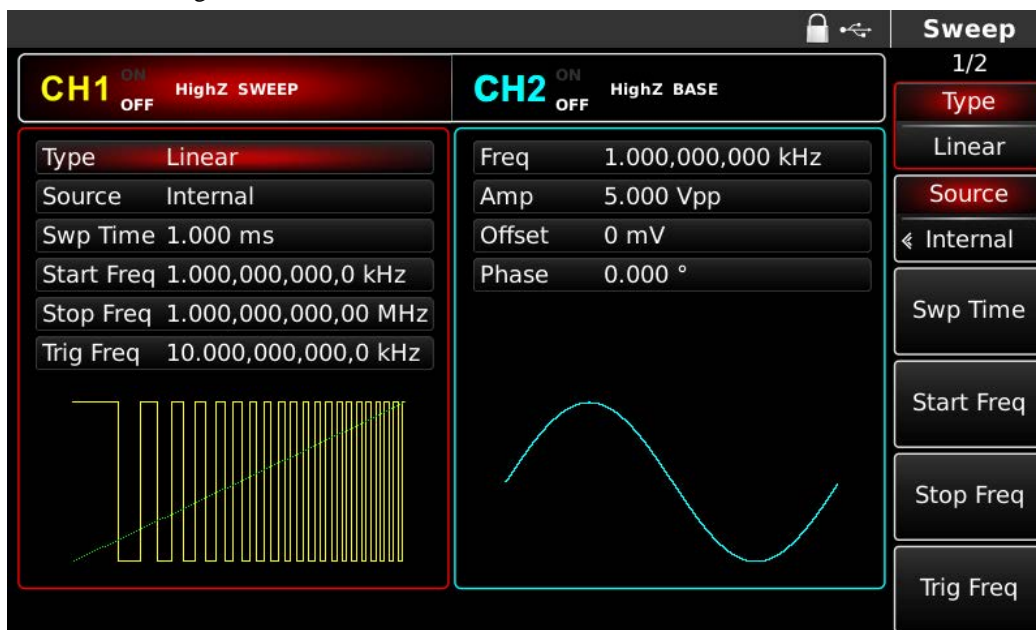 Sweep
1/2
CH1 ON OFF HighZ SWEEP
CH2 ON OFF HighZ BASE
Type Linear
Source Internal
Swp Time 1.000 ms
Start Freq 1.000,000,000,0 kHz
Stop Freq 1.000,000,000,00 MHz
Trig Freq 10.000,000,000,0 kHz
Freq 1.000,000,000 kHz
Amp 5.000 Vpp
Offset 0 mV
Phase 0.000 °
Type
Linear
Source
Internal
Swp Time
Start Freq
Stop Freq
Trig Freq